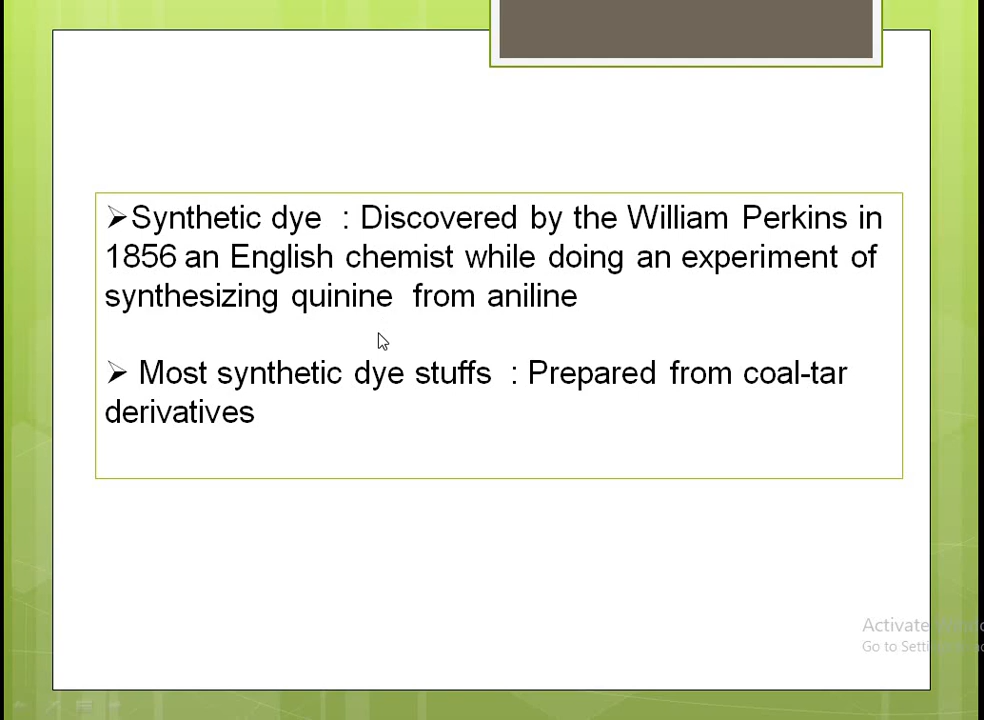 ➢Synthetic dye : Discovered by the William Perkins in
1856 an English chemist while doing an experiment of
synthesizing quinine from aniline
➢ Most synthetic dye stuffs : Prepared from coal-tar
derivatives
Activate
Go to